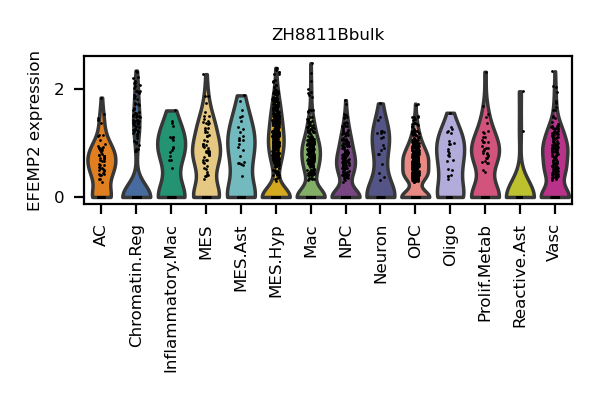 ZH8811Bbulk
EFEMP2 expression
2
0
AC
Chromatin.Reg
Inflammatory.Mac
MES
MES.Ast
MES.Hyp
Mac
NPC
Neuron
OPC
Oligo
Prolif.Metab
Reactive.Ast
Vasc